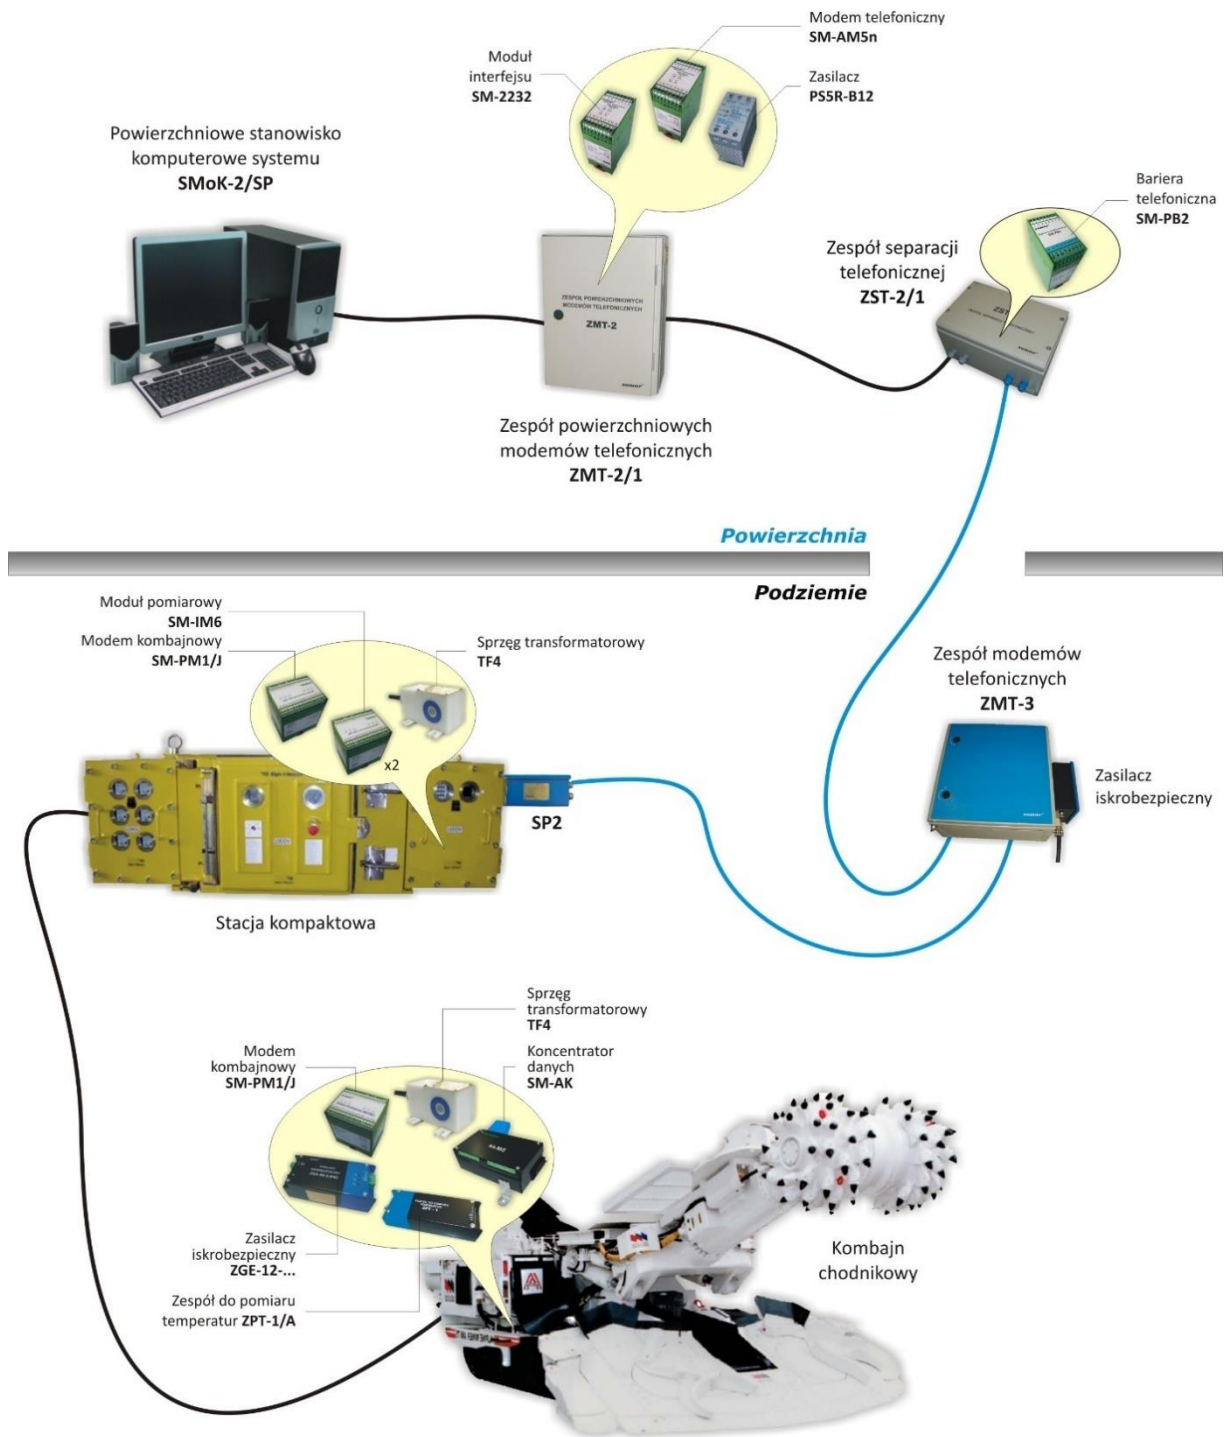 Modem telefoniczny
SM-AM5n
Moduł
interfejsu
SM-2232
Zasilacz
PS5R-B12
Powierzchniowe stanowisko
komputerowe systemu
SMoK-2/SP
Bariera
telefoniczna
SM-PB2
Zespół separacji
telefonicznej
ZST-2/1
ZESPÓŁ POWIERZCHNIOWYCH
MODEMÓW TELEFONICZNYCH
ZMT-2
Zespół powierzchniowych
modemów telefonicznych
ZMT-2/1
Powierzchnia
Podziemie
Moduł pomiarowy
SM-IM6
Modem kombajnowy
SM-PM1/J
Sprzęg transformatorowy
TF4
x2
SP2
Stacja kompaktowa
Zespół modemów
telefonicznych
ZMT-3
Zasilacz
iskrobezpieczny
Sprzęg
transformatorowy
TF4
Modem
kombajnowy
SM-PM1/J
Koncentrator
danych
SM-AK
Zasilacz
iskrobezpieczny
ZGE-12-...
Zespół do pomiaru
temperatur ZPT-1/A
Kombajn
chodnikowy